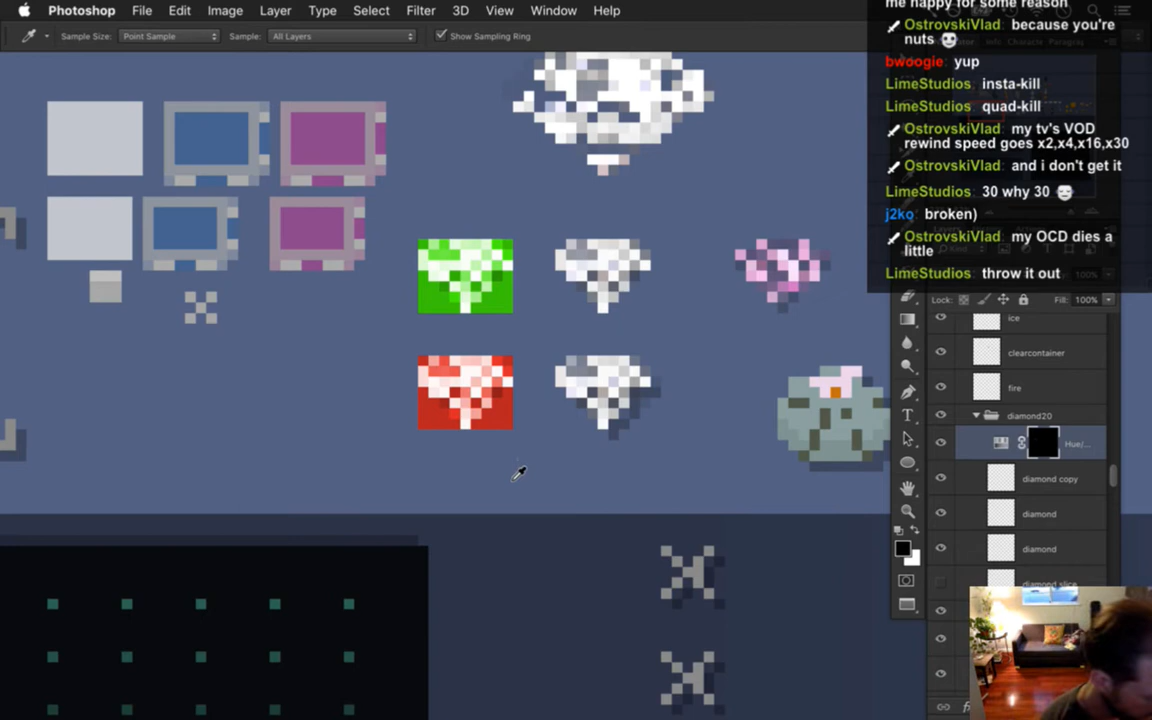 Photoshop File Edit Image Layer Type Select Filter 3D View Window Help
me happy for some reason
OstrovskiVlad: because you're
nuts
Sample Size: Point Sample Sample: All Layers Show Sampling Ring
bwoogie: yup
LimeStudios: insta-kill
LimeStudios: quad-kill
OstrovskiVlad: my tv's VOD
rewind speed goes x2,x4,x16,x30
OstrovskiVlad: and i don't get it
LimeStudios: 30 why 30
j2ko: broken)
OstrovskiVlad: my OCD dies a
little
LimeStudios: throw it out
Lock: Fill: 100%
ice
clearcontainer
fire
diamond20
Hue/...
diamond copy
diamond
diamond
diamond slice